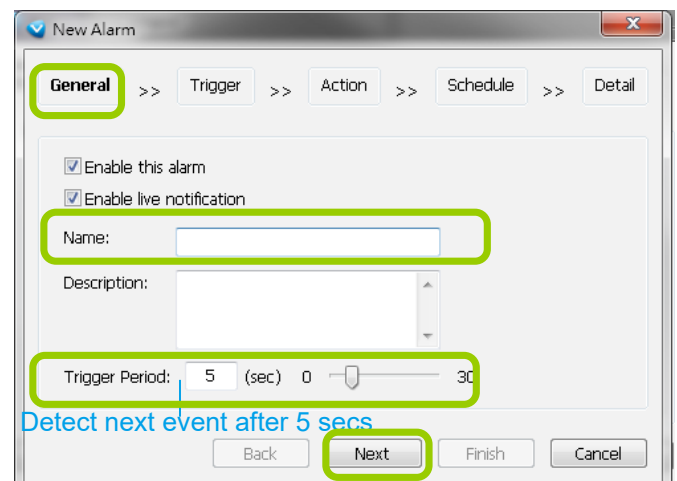 New Alarm
General >> Trigger >> Action >> Schedule >> Detail
Enable this alarm
Enable live notification
Name:
Description:
Trigger Period: 5 (sec) 0 30
Detect next event after 5 secs
Back Next Finish Cancel